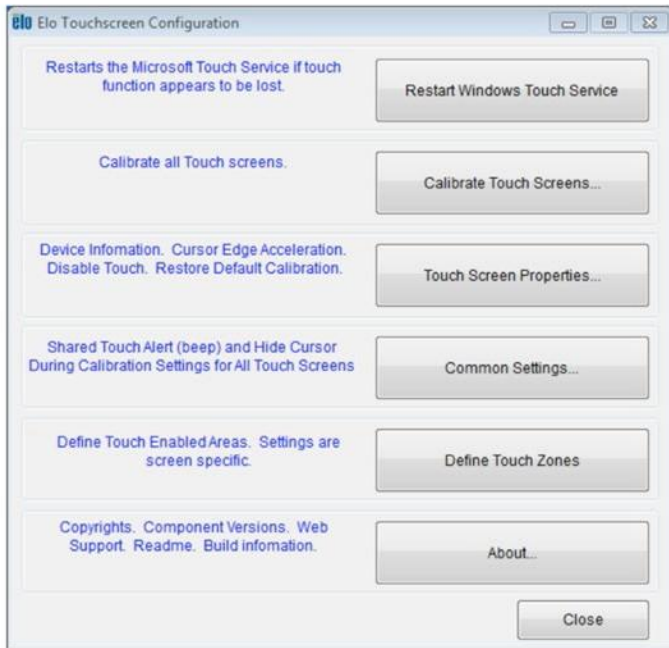 elo Elo Touchscreen Configuration
Restarts the Microsoft Touch Service if touch
function appears to be lost.
Restart Windows Touch Service
Calibrate all Touch screens.
Calibrate Touch Screens...
Device Infomation. Cursor Edge Acceleration.
Disable Touch. Restore Default Calibration.
Touch Screen Properties...
Shared Touch Alert (beep) and Hide Cursor
During Calibration Settings for All Touch Screens
Common Settings...
Define Touch Enabled Areas. Settings are
screen specific.
Define Touch Zones
Copyrights. Component Versions. Web
Support. Readme. Build infomation.
About...
Close